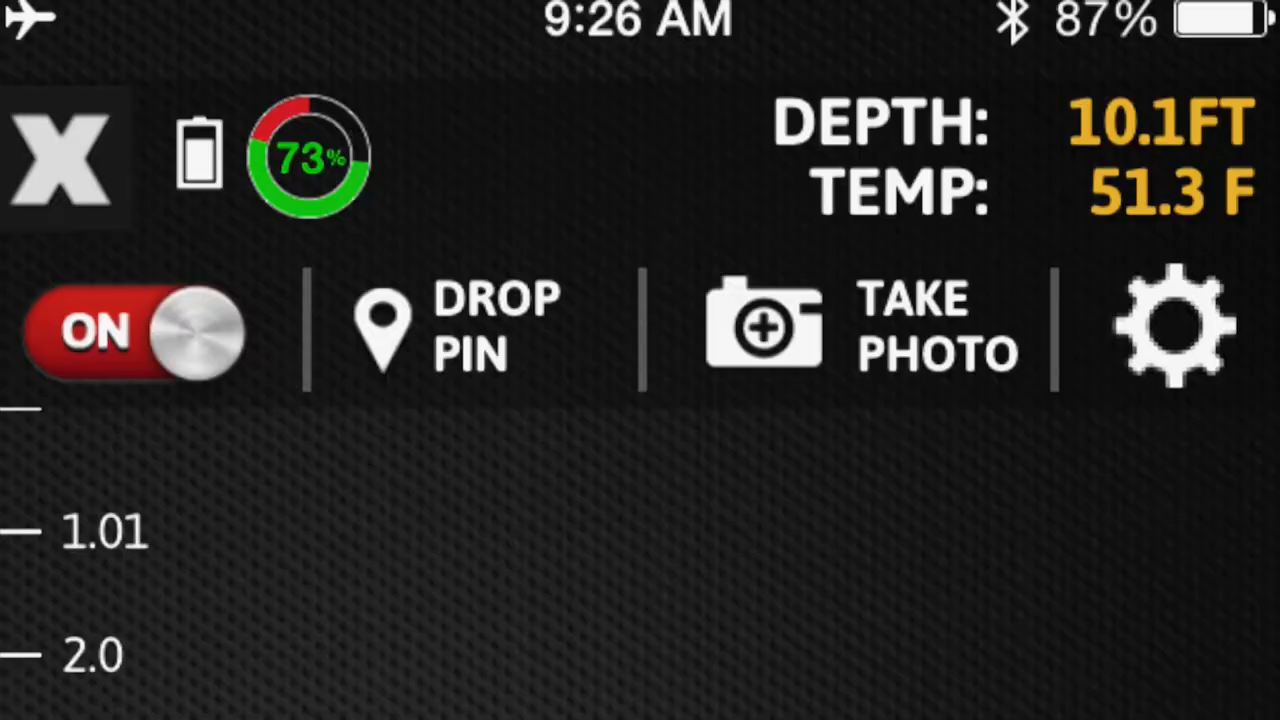 9:26 AM
87%
X
73%
DEPTH: 10.1FT
TEMP: 51.3 F
ON
DROP
PIN
TAKE
PHOTO
1.01
2.0